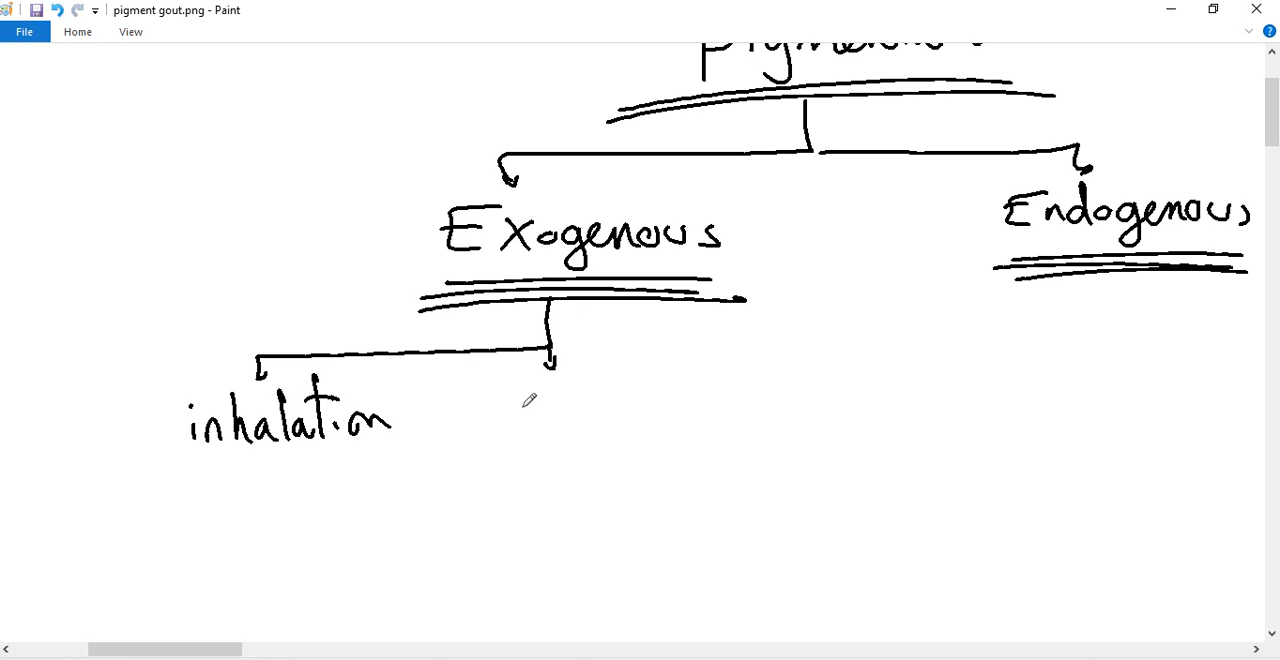 pigment gout.png - Paint
File Home View
Exogenous
Endogenous
inhalation